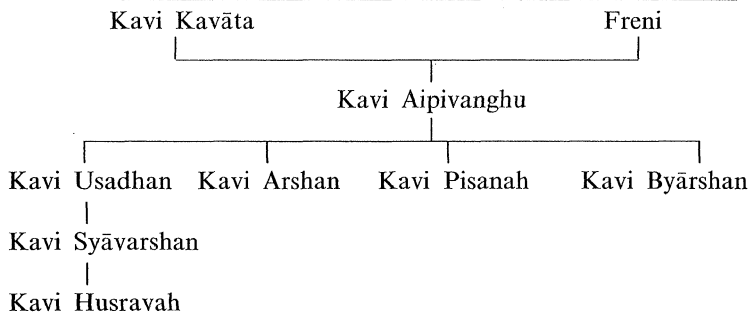 Kavi Kavāta Freni
Kavi Aipivanghu
Kavi Usadhan Kavi Arshan Kavi Pisanah Kavi Byārshan
Kavi Syāvarshan
Kavi Husravah